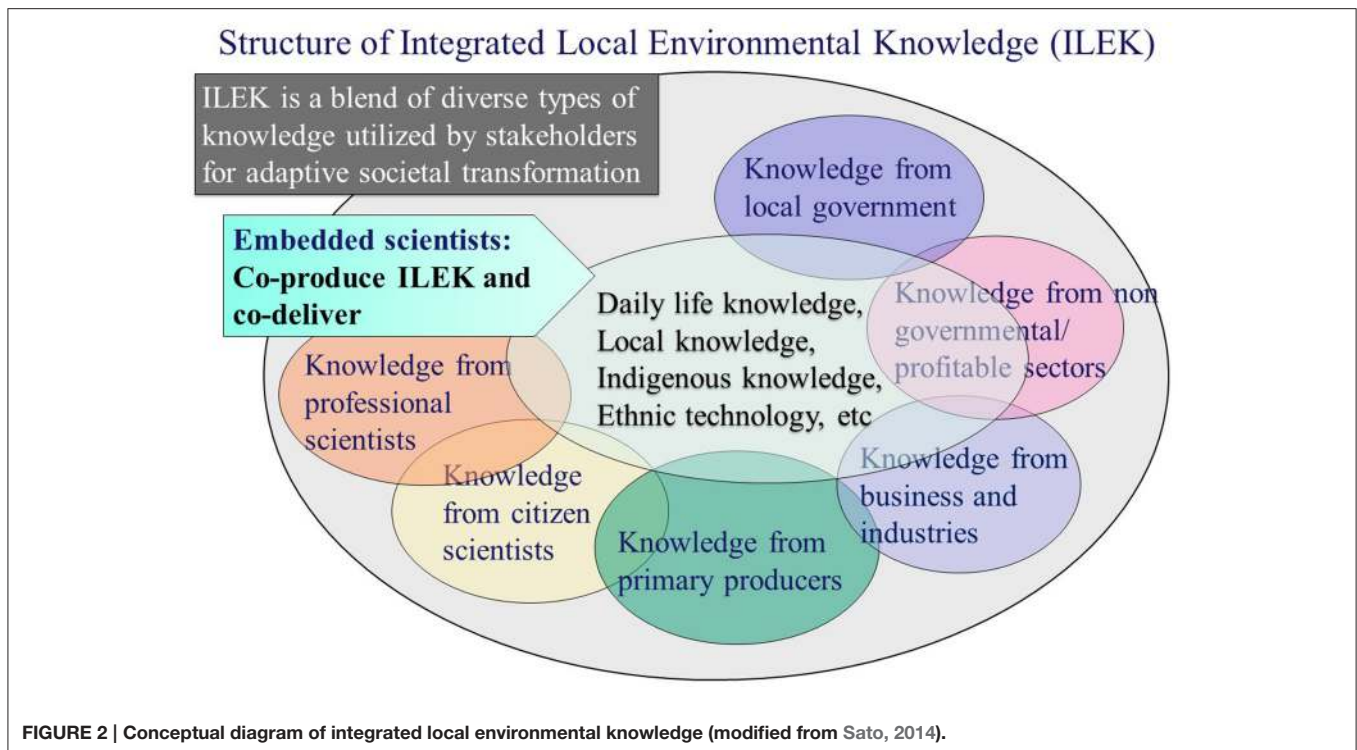 Structure of Integrated Local Environmental Knowledge (ILEK)
ILEK is a blend of diverse types of
knowledge utilized by stakeholders
for adaptive societal transformation
Embedded scientists:
Co-produce ILEK and
co-deliver
Knowledge from
local government
Knowledge from non
governmental/
profitable sectors
Daily life knowledge,
Local knowledge,
Indigenous knowledge,
Ethnic technology, etc
Knowledge from
professional
scientists
Knowledge
from citizen
scientists
Knowledge from
primary producers
Knowledge from
business and
industries
FIGURE 2 | Conceptual diagram of integrated local environmental knowledge (modified from Sato, 2014).